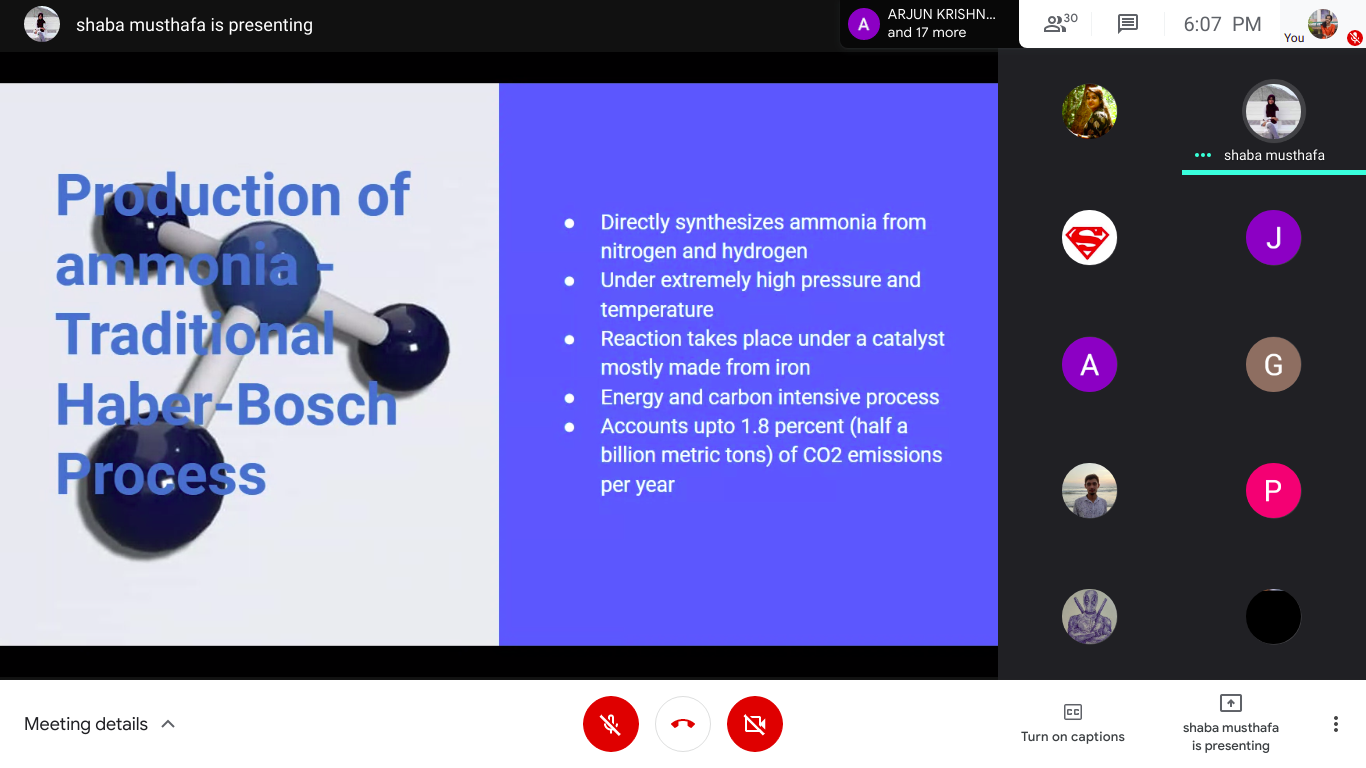 shaba musthafa is presenting
A
ARJUN KRISHN...
and 17 more
30
6:07 PM
You
Production of
ammonia -
Traditional
Haber-Bosch
Process
● Directly synthesizes ammonia from
nitrogen and hydrogen
● Under extremely high pressure and
temperature
● Reaction takes place under a catalyst
mostly made from iron
● Energy and carbon intensive process
● Accounts upto 1.8 percent (half a
billion metric tons) of CO2 emissions
per year
shaba musthafa
S
J
A
G
P
Meeting details
CC
Turn on captions
shaba musthafa
is presenting